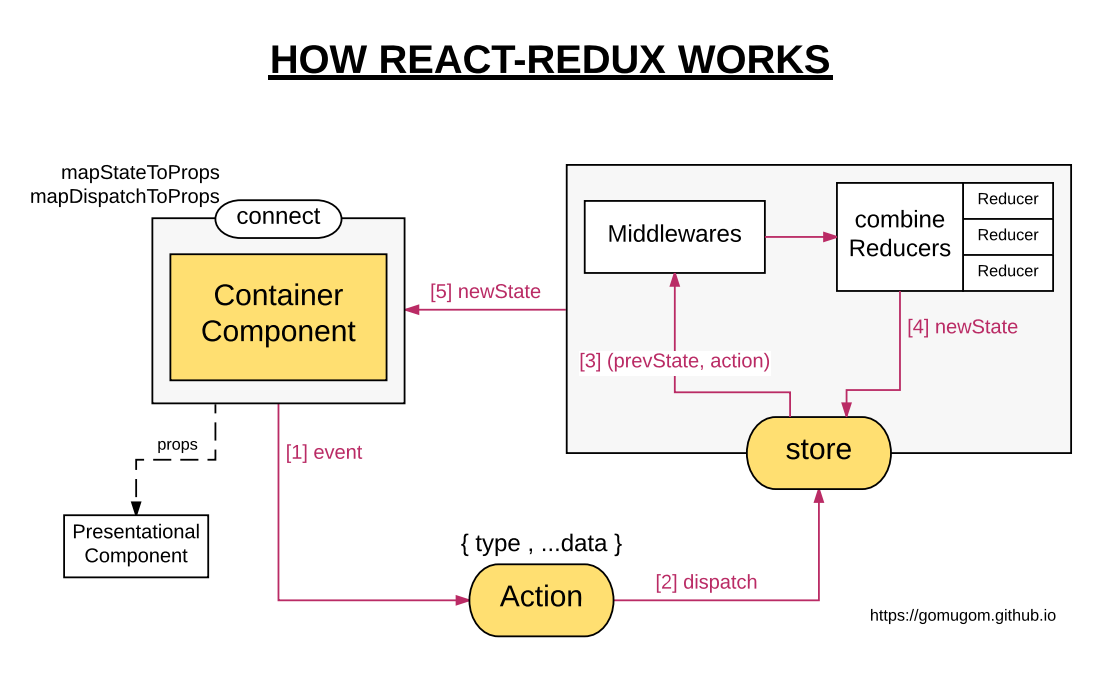 HOW REACT-REDUX WORKS
mapStateToProps
mapDispatchToProps
connect
Container
Component
[5] newState
Middlewares
combine
Reducers
Reducer
Reducer
Reducer
[4] newState
[3] (prevState, action)
store
props
[1] event
Presentational
Component
{ type , ...data }
Action
[2] dispatch
https://gomugom.github.io